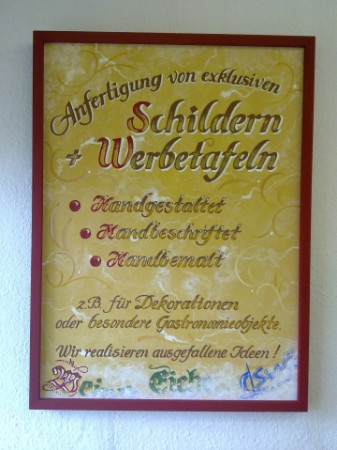 Anfertigung von exklusiven
Schildern
+ Werbetafeln
Handgestaltet
Handbeschriftet
Handbemalt
z.B. für Dekorationen
oder besondere Gastronomieobjekte.
Wir realisieren ausgefallene Ideen!